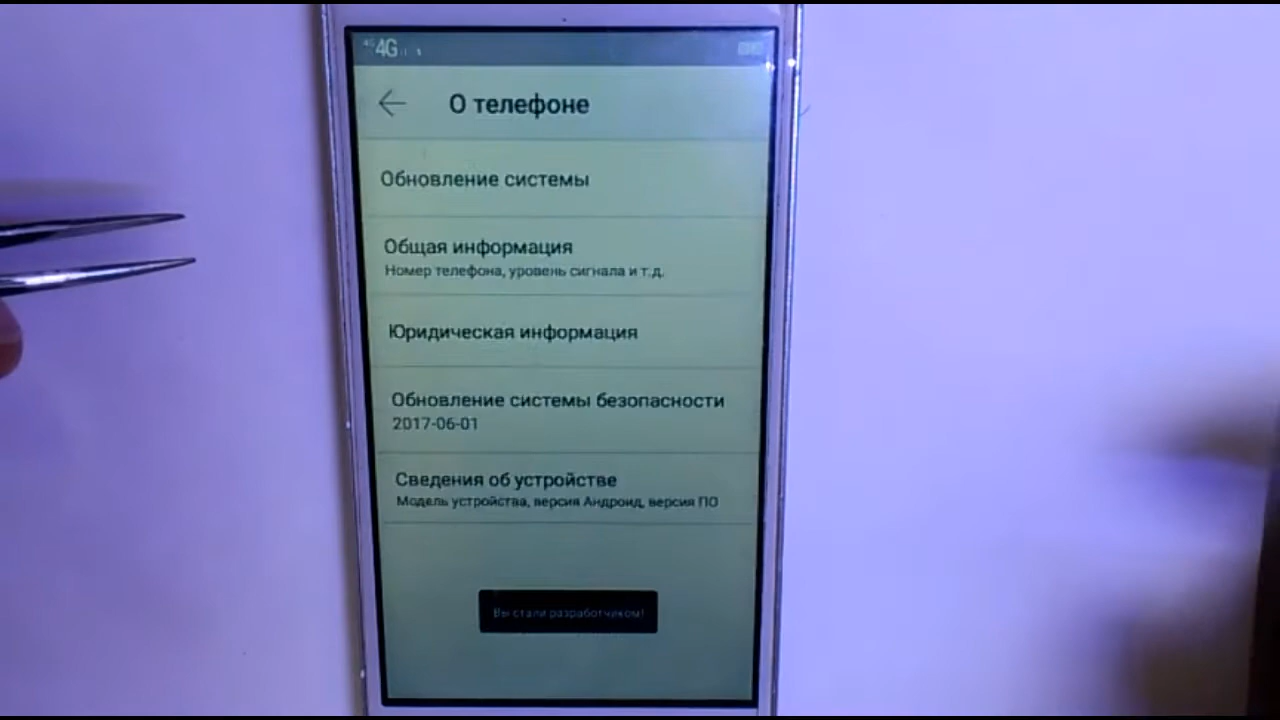 4G 4G
О телефоне
Обновление системы
Общая информация
Номер телефона, уровень сигнала и т.д.
Юридическая информация
Обновление системы безопасности
2017-06-01
Сведения об устройстве
Модель устройства, версия Андроид, версия ПО
Вы стали разработчиком!